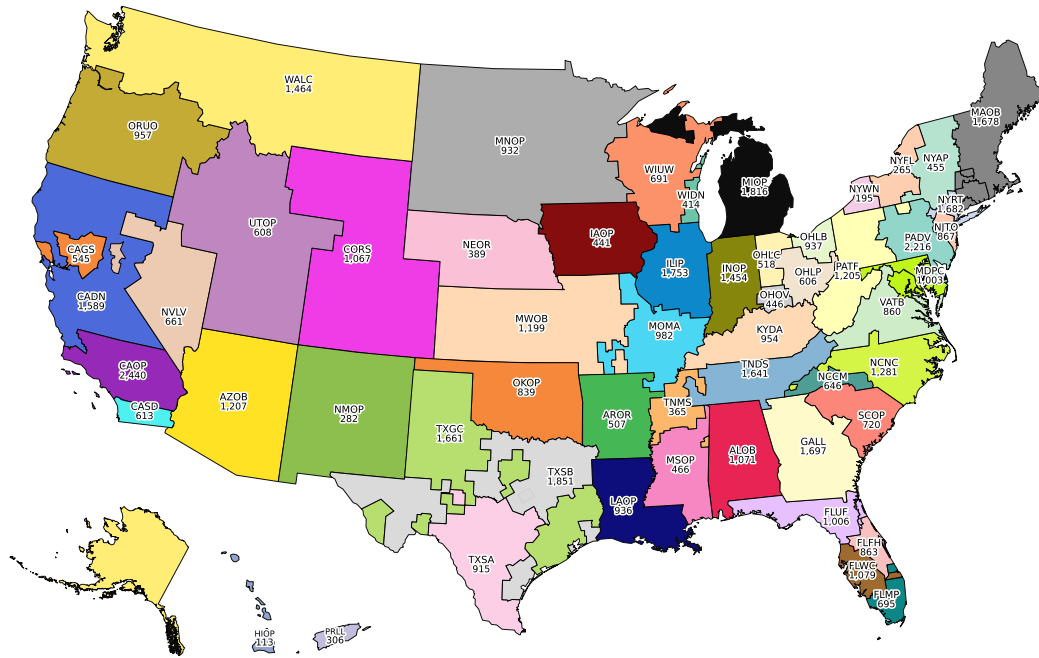 WALC
1,464
ORUO
957
MNOP
932
MAOB
1,678
NYFL
265
NYAP
455
WIUW
691
MIOP
1,816
WIDN
414
NYWN
195
NYRT
1,682
UTOP
608
IAOP
441
NJTO
867
CAGS
545
CORS
1,067
NEOR
389
OHLB
937
PADV
2,216
ILIP
1,753
INOP
1,454
OHLC
518
OHLP
606
PATF
1,205
MDPC
1,003
CADN
1,589
NVLV
661
MWOB
1,199
MOMA
982
OHOV
446
VATB
860
KYDA
954
CAOP
2,440
TNDS
1,641
NCCM
646
NCNC
1,281
AZOB
1,207
OKOP
839
CASD
613
NMOP
282
TXGC
1,661
AROR
507
TNMS
365
SCOP
720
GALL
1,697
MSOP
466
ALOB
1,071
TXSB
1,851
LAOP
936
FLUF
1,006
FLFH
863
TXSA
915
FLWC
1,079
FLMP
695
HIOP
113
PRLL
306